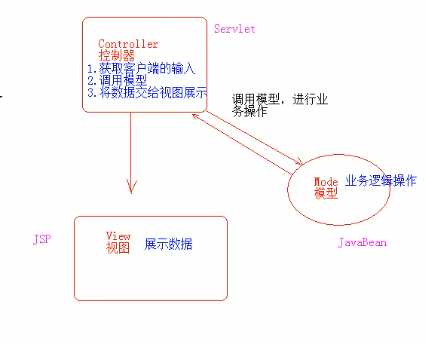 Servlet
Controller
控制器
1.获取客户端的输入
2.调用模型
3.将数据交给视图展示
调用模型，进行业
务操作
Mode 业务逻辑操作
模型
JavaBean
JSP
View
视图 展示数据